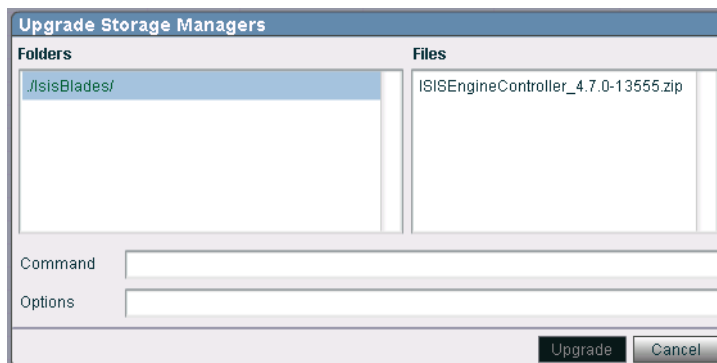 Upgrade Storage Managers
Folders
Files
./IsisBlades/
ISISEngineController_4.7.0-13555.zip
Command
Options
Upgrade
Cancel